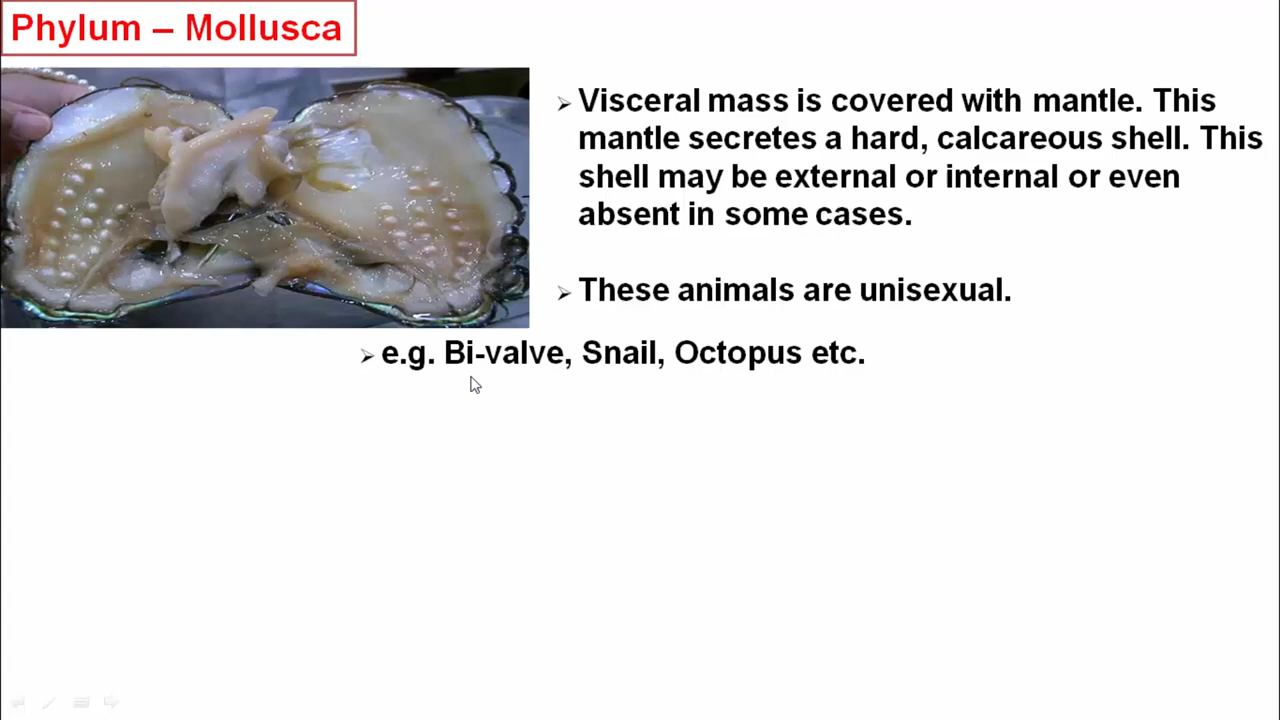 Phylum – Mollusca
➢ Visceral mass is covered with mantle. This
mantle secretes a hard, calcareous shell. This
shell may be external or internal or even
absent in some cases.
➢ These animals are unisexual.
➢ e.g. Bi-valve, Snail, Octopus etc.